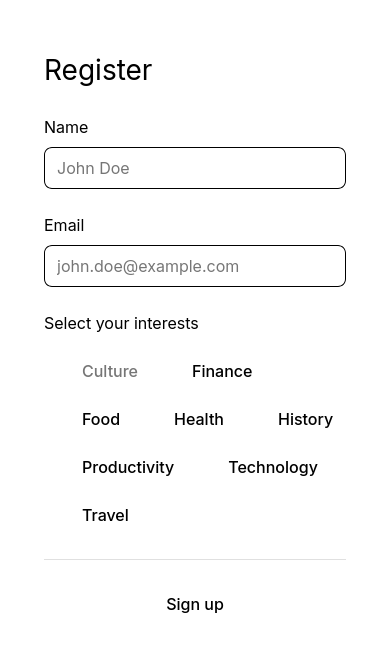 Register
Name
John Doe
Email
john.doe@example.com
Select your interests
Culture Finance
Food Health History
Productivity Technology
Travel
Sign up